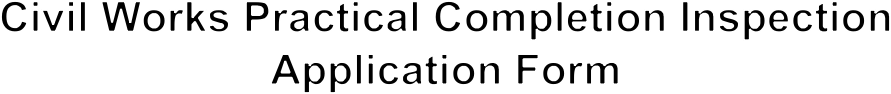 Civil Works Practical Completion Inspection
Application Form